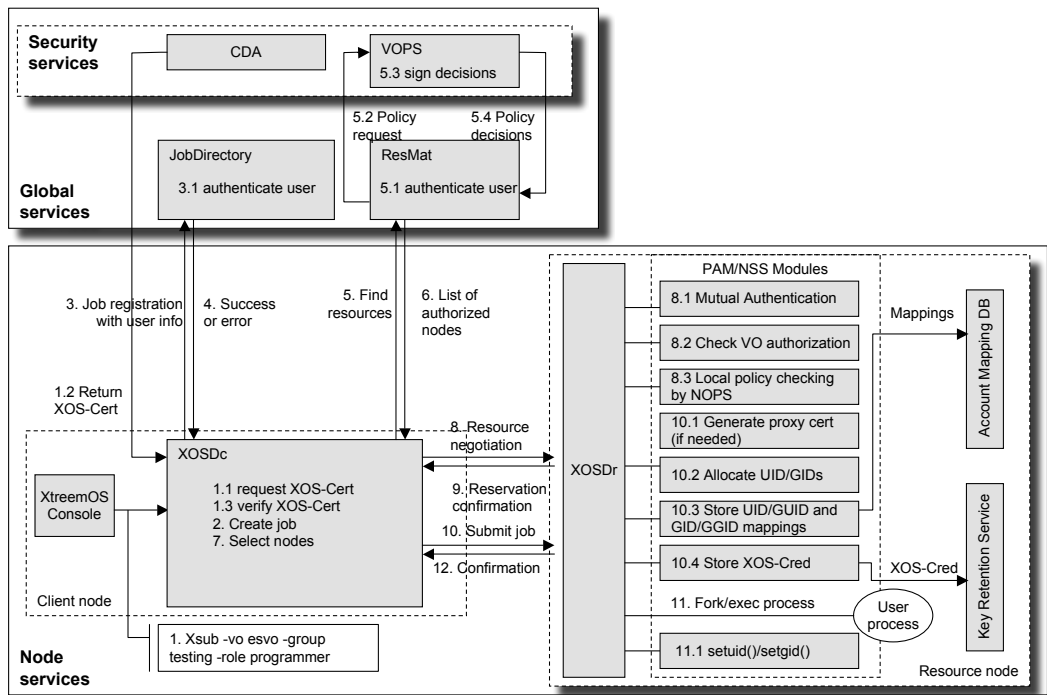 Security
services
CDA
VOPS
5.3 sign decisions
5.2 Policy
request
5.4 Policy
decisions
JobDirectory
3.1 authenticate user
ResMat
5.1 authenticate user
Global
services
3. Job registration
with user info
4. Success
or error
5. Find
resources
6. List of
authorized
nodes
1.2 Return
XOS-Cert
XOSDc
1.1 request XOS-Cert
1.3 verify XOS-Cert
2. Create job
7. Select nodes
XtreemOS
Console
Client node
1. Xsub -vo esvo -group
testing -role programmer
Node
services
8. Resource
negotiation
9. Reservation
confirmation
10. Submit job
12. Confirmation
XOSDr
PAM/NSS Modules
8.1 Mutual Authentication
8.2 Check VO authorization
8.3 Local policy checking
by NOPS
10.1 Generate proxy cert
(if needed)
10.2 Allocate UID/GIDs
10.3 Store UID/GUID and
GID/GGID mappings
10.4 Store XOS-Cred
11. Fork/exec process
11.1 setuid()/setgid()
Mappings
Account Mapping DB
XOS-Cred
Key Retention Service
User
process
Resource node